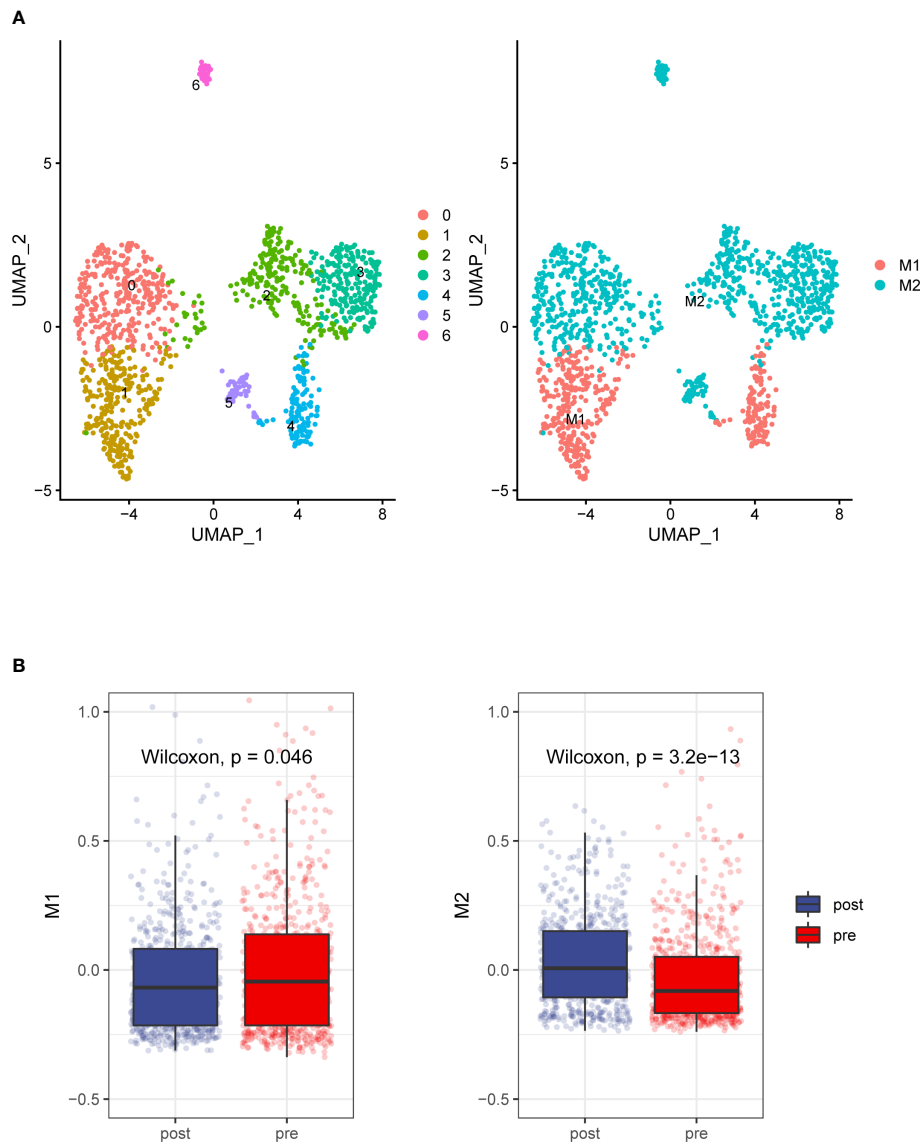 A
UMAP_2
5
0
−5
−4
0
4
8
UMAP_1
6
0
3
2
1
5
4
0
1
2
3
4
5
6
UMAP_2
5
0
−5
−4
0
4
8
UMAP_1
M2
M1
M1
M2
B
M1
1.0
0.5
0.0
−0.5
Wilcoxon, p = 0.046
post
pre
M2
1.0
0.5
0.0
−0.5
Wilcoxon, p = 3.2e−13
post
pre
post
pre